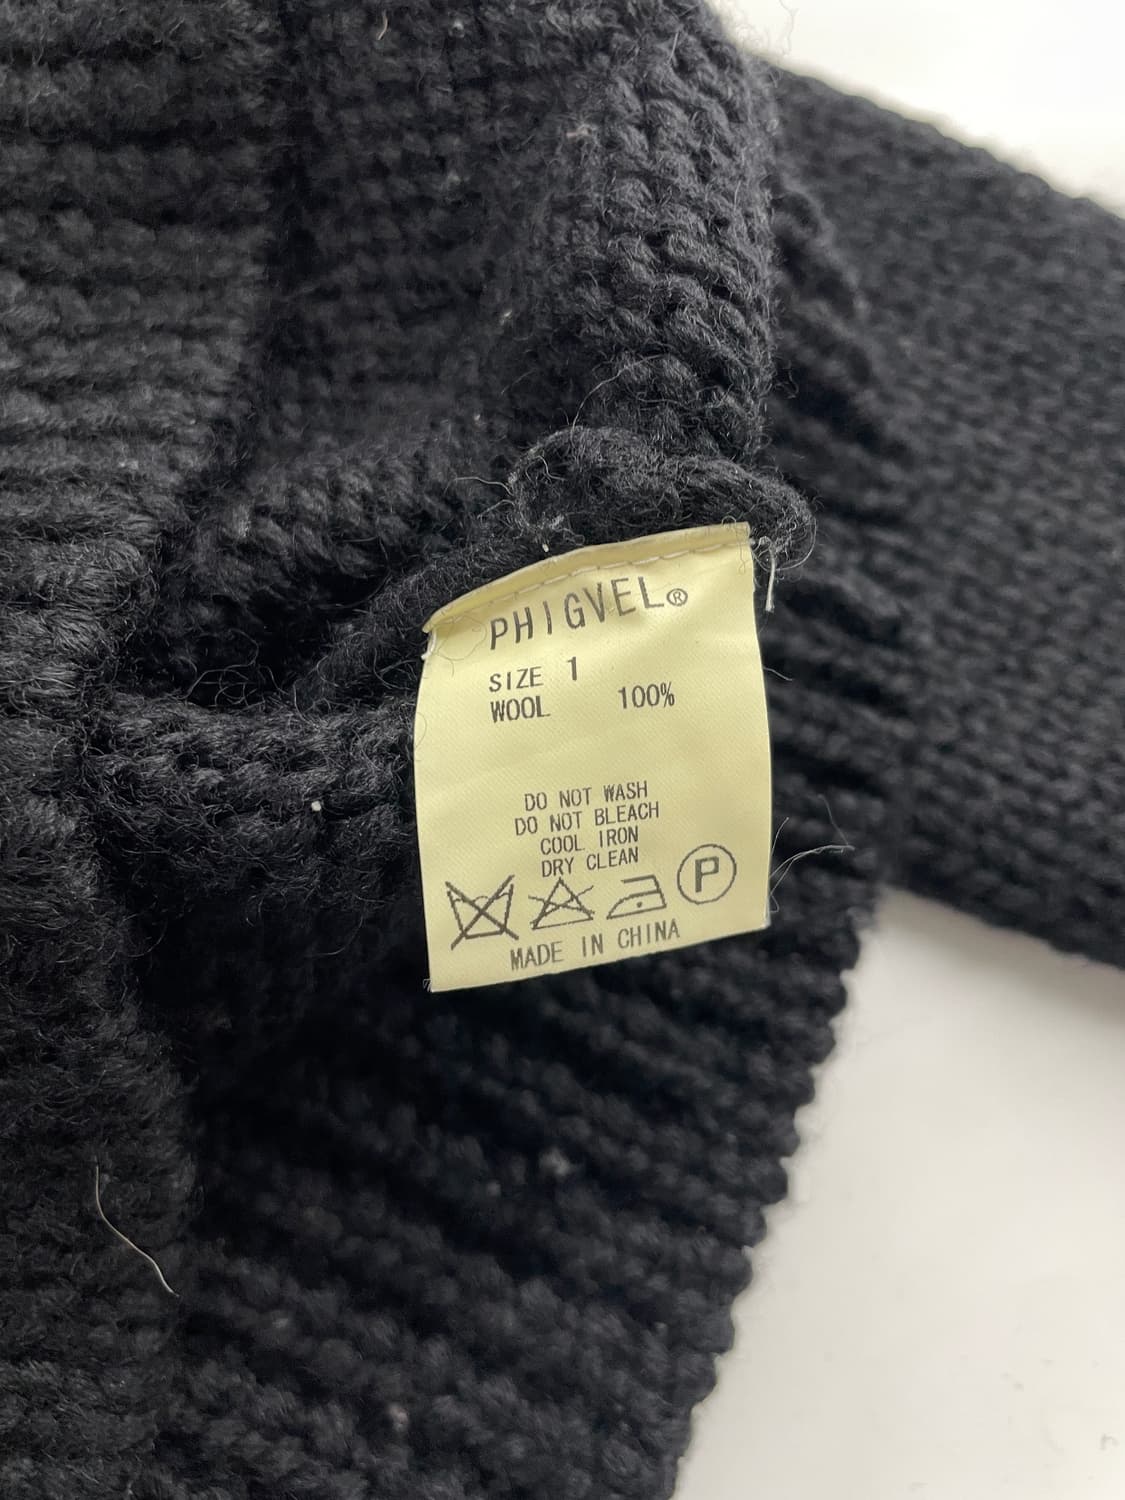 PHIGVEL®
SIZE 1
WOOL 100%
DO NOT WASH
DO NOT BLEACH
COOL IRON
DRY CLEAN
P
MADE IN CHINA